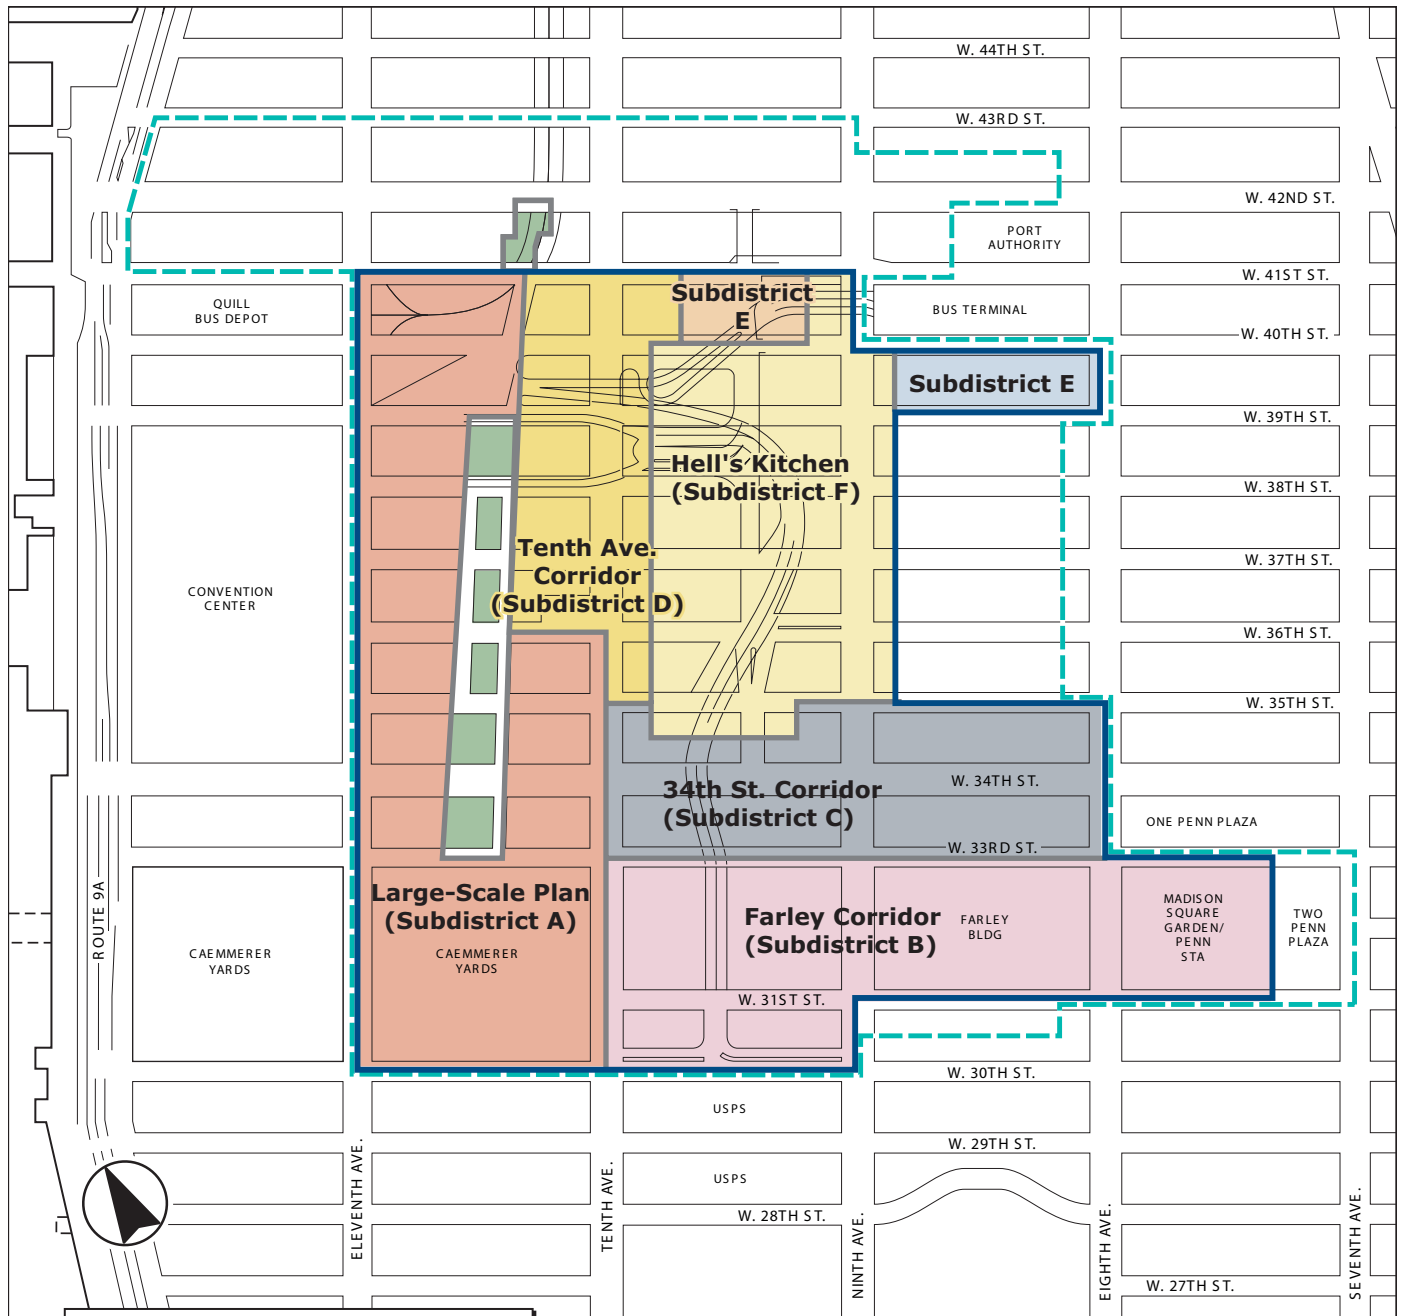 W. 44TH ST.
W. 43RD ST.
W. 42ND ST.
PORT
AUTHORITY
W. 41ST ST.
QUILL
BUS DEPOT
Subdistrict
E
BUS TERMINAL
W. 40TH ST.
Subdistrict E
W. 39TH ST.
Hell's Kitchen
(Subdistrict F)
W. 38TH ST.
Tenth Ave.
Corridor
(Subdistrict D)
W. 37TH ST.
CONVENTION
CENTER
W. 36TH ST.
W. 35TH ST.
34th St. Corridor
(Subdistrict C)
W. 34TH ST.
ONE PENN PLAZA
W. 33RD ST.
Large-Scale Plan
(Subdistrict A)
Farley Corridor
(Subdistrict B)
FARLEY
BLDG
MADISON
SQUARE
GARDEN/
PENN
STA
TWO
PENN
PLAZA
ROUTE 9A
CAEMMERER
YARDS
CAEMMERER
YARDS
W. 31ST ST.
W. 30TH ST.
USPS
W. 29TH ST.
USPS
W. 28TH ST.
ELEVENTH AVE.
TENTH AVE.
NINTH AVE.
EIGHTH AVE.
SEVENTH AVE.
W. 27TH ST.